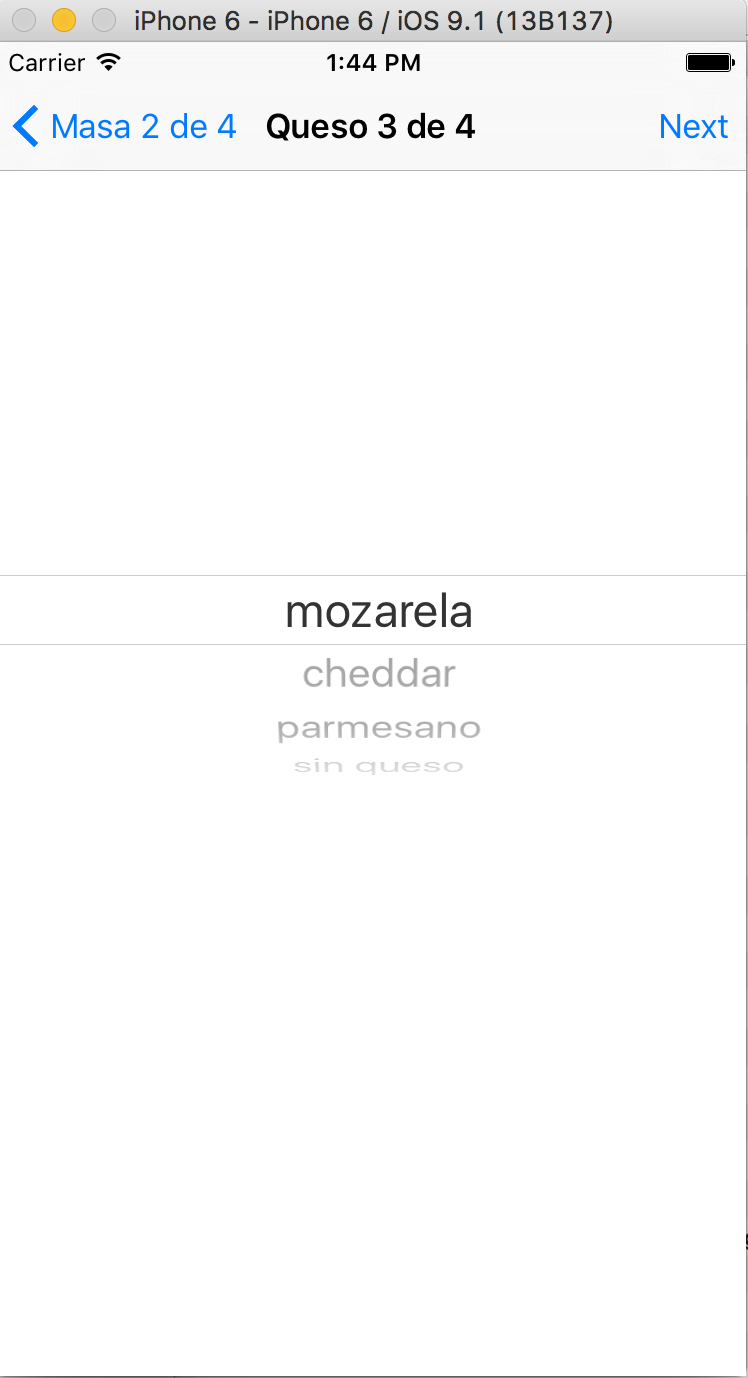 iPhone 6 - iPhone 6 / iOS 9.1 (13B137)
Carrier 1:44 PM
Masa 2 de 4 Queso 3 de 4 Next
mozarela
cheddar
parmesano
sin queso